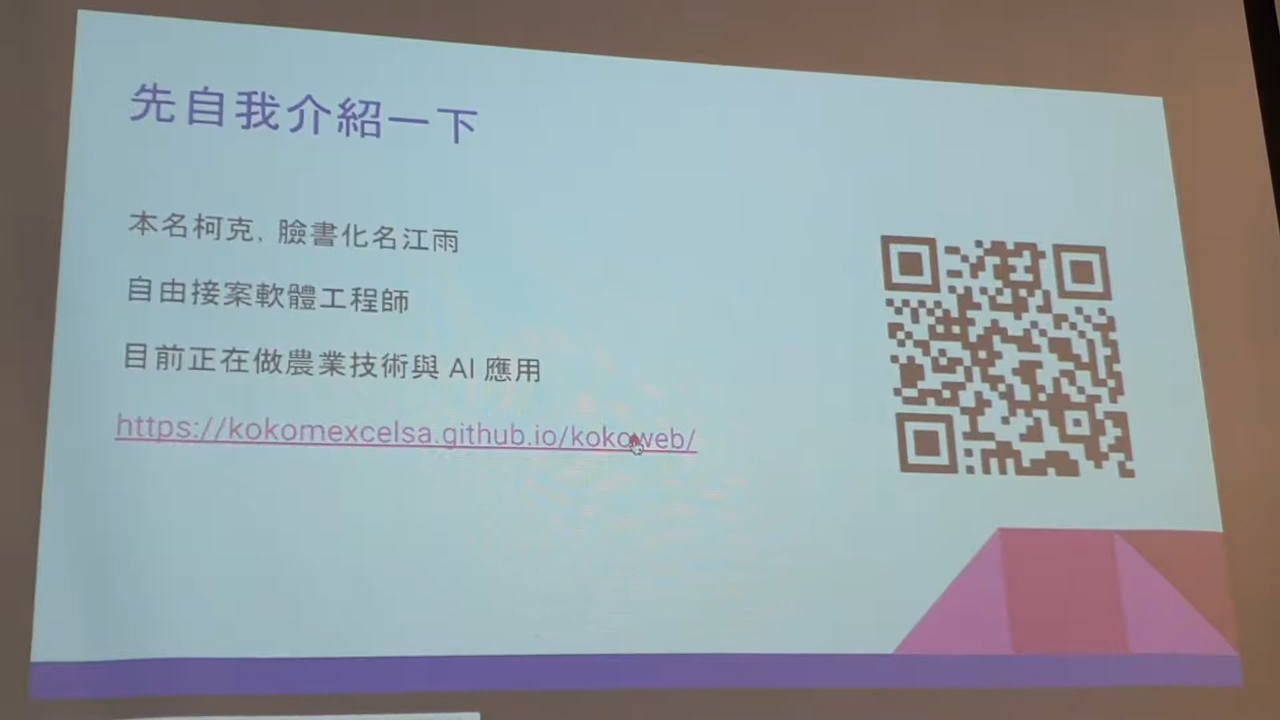 先自我介紹一下
本名柯克, 臉書化名江雨
自由接案軟體工程師
目前正在做農業技術與 AI 應用
https://kokomexcelsa.github.io/kokoweb/